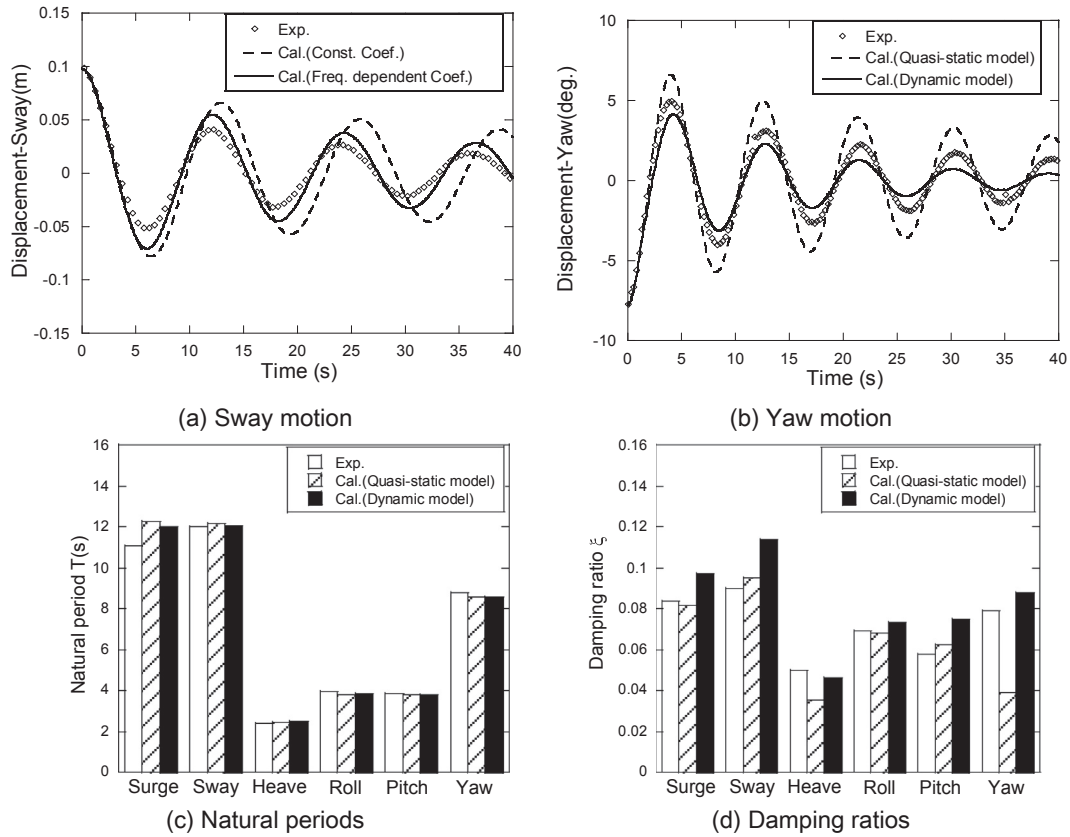 0.15
0.1
0.05
0
-0.05
-0.1
-0.15
Displacement-Sway(m)
Exp.
Cal.(Const. Coef.)
Cal.(Freq. dependent Coef.)
0 5 10 15 20 25 30 35 40
Time (s)
(a) Sway motion
10
5
0
-5
-10
Displacement-Yaw(deg.)
Exp.
Cal.(Quasi-static model)
Cal.(Dynamic model)
0 5 10 15 20 25 30 35 40
Time (s)
(b) Yaw motion
16
14
12
10
8
6
4
2
0
Natural period T(s)
Exp.
Cal.(Quasi-static model)
Cal.(Dynamic model)
Surge Sway Heave Roll Pitch Yaw
(c) Natural periods
0.16
0.14
0.12
0.1
0.08
0.06
0.04
0.02
0
Damping ratio ξ
Exp.
Cal.(Quasi-static model)
Cal.(Dynamic model)
Surge Sway Heave Roll Pitch Yaw
(d) Damping ratios